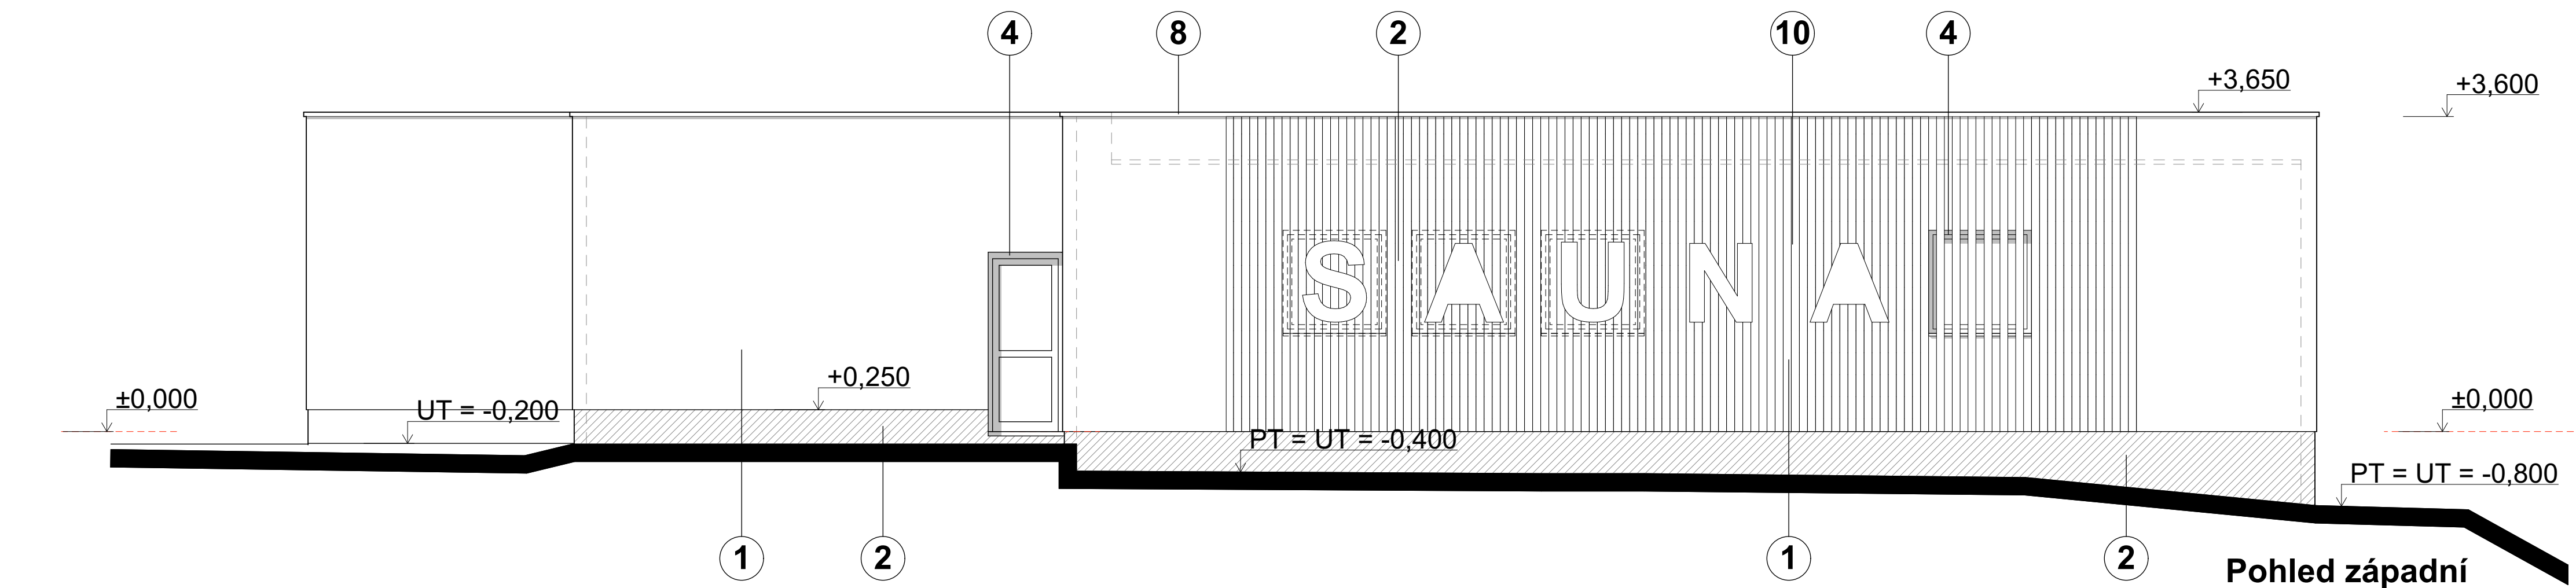 4 8 2 10 4
+3,650
+3,600
SAUNA
+0,250
±0,000
UT = -0,200
±0,000
PT = UT = -0,400
PT = UT = -0,800
1 2 1 2
Pohled západní